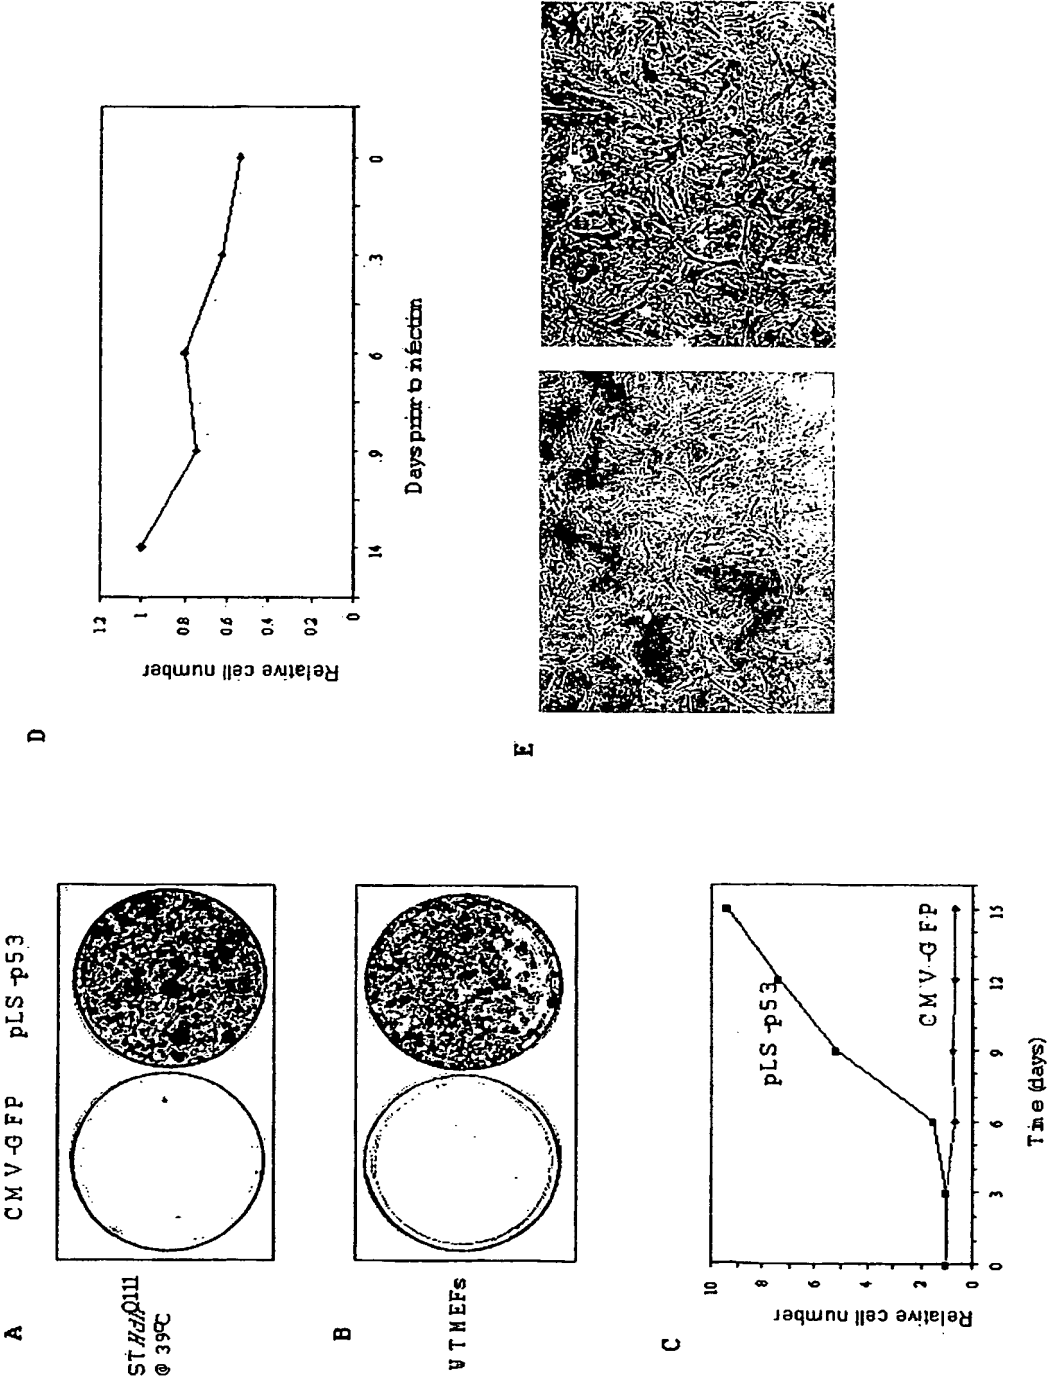 A
CMV-GFP pLS-p53
STHdhQ111
@ 39°C
B
WTMEFs
C
Relative cell number
10
8
6
4
2
0
pLS-p53
CMV-GFP
0 3 6 9 12 15
Time (days)
D
Relative cell number
1.2
1
0.8
0.6
0.4
0.2
0
14 9 6 3 0
Days prior to infection
E